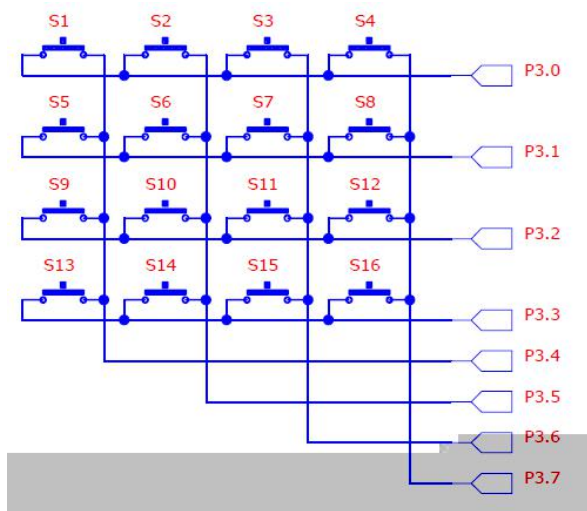 S1 S2 S3 S4
P3.0
S5 S6 S7 S8
P3.1
S9 S10 S11 S12
P3.2
S13 S14 S15 S16
P3.3
P3.4
P3.5
P3.6
P3.7